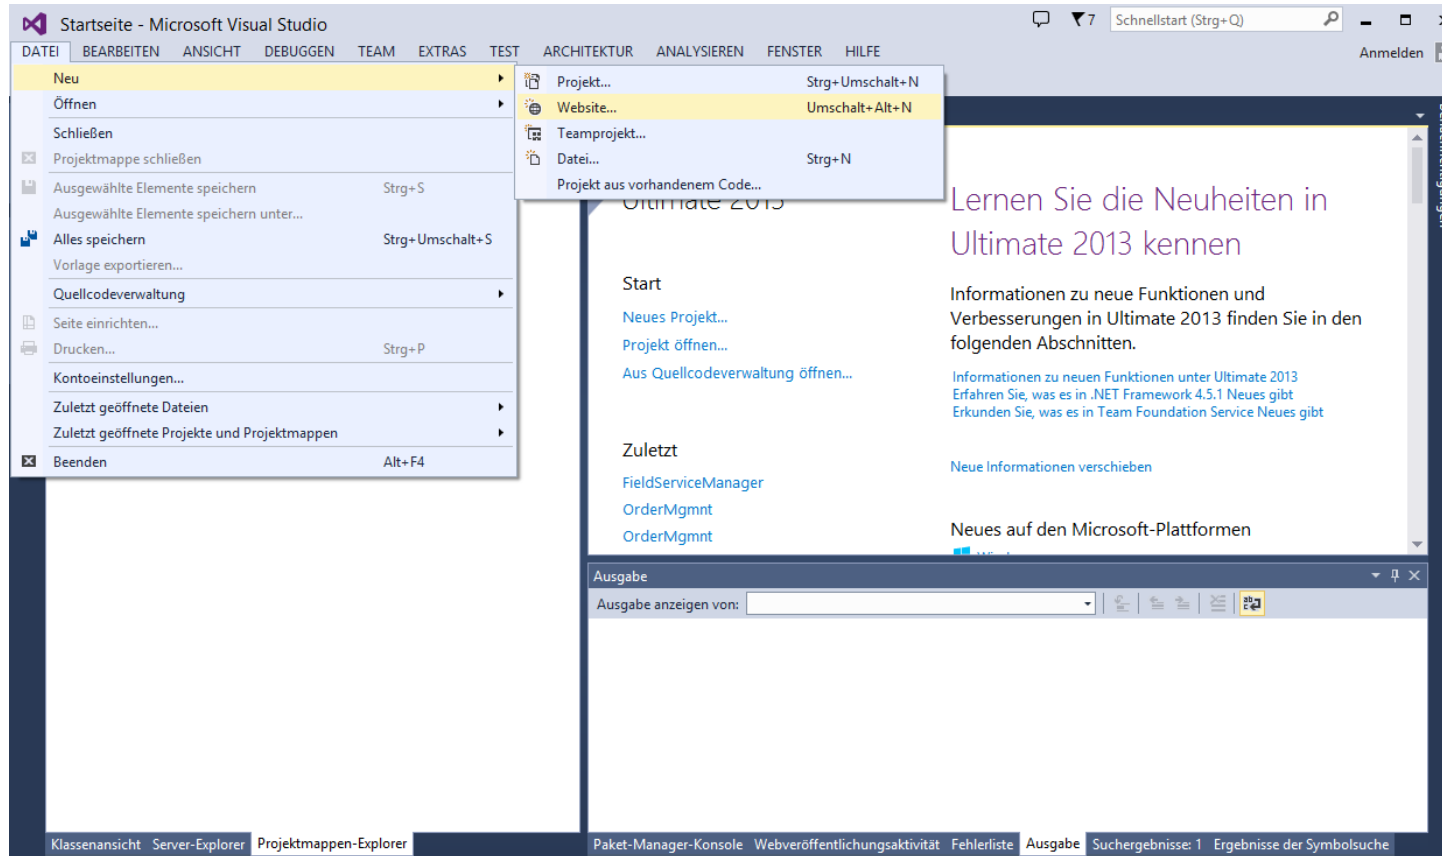 Startseite - Microsoft Visual Studio
7
Schnellstart (Strg+Q)
DATEI BEARBEITEN ANSICHT DEBUGGEN TEAM EXTRAS TEST ARCHITEKTUR ANALYSIEREN FENSTER HILFE
Anmelden
Neu
Öffnen
Schließen
Projektmappe schließen
Ausgewählte Elemente speichern Strg+S
Ausgewählte Elemente speichern unter...
Alles speichern Strg+Umschalt+S
Vorlage exportieren...
Quellcodeverwaltung
Seite einrichten...
Drucken... Strg+P
Kontoeinstellungen...
Zuletzt geöffnete Dateien
Zuletzt geöffnete Projekte und Projektmappen
Beenden Alt+F4
Projekt... Strg+Umschalt+N
Website... Umschalt+Alt+N
Teamprojekt...
Datei... Strg+N
Projekt aus vorhandenem Code...
Ultimate 2013
Start
Neues Projekt...
Projekt öffnen...
Aus Quellcodeverwaltung öffnen...
Zuletzt
FieldServiceManager
OrderMgmnt
OrderMgmnt
Lernen Sie die Neuheiten in
Ultimate 2013 kennen
Informationen zu neue Funktionen und
Verbesserungen in Ultimate 2013 finden Sie in den
folgenden Abschnitten.
Informationen zu neuen Funktionen unter Ultimate 2013
Erfahren Sie, was es in .NET Framework 4.5.1 Neues gibt
Erkunden Sie, was es in Team Foundation Service Neues gibt
Neue Informationen verschieben
Neues auf den Microsoft-Plattformen
Ausgabe
Ausgabe anzeigen von:
Klassenansicht Server-Explorer Projektmappen-Explorer
Paket-Manager-Konsole Webveröffentlichungsaktivität Fehlerliste Ausgabe Suchergebnisse: 1 Ergebnisse der Symbolsuche